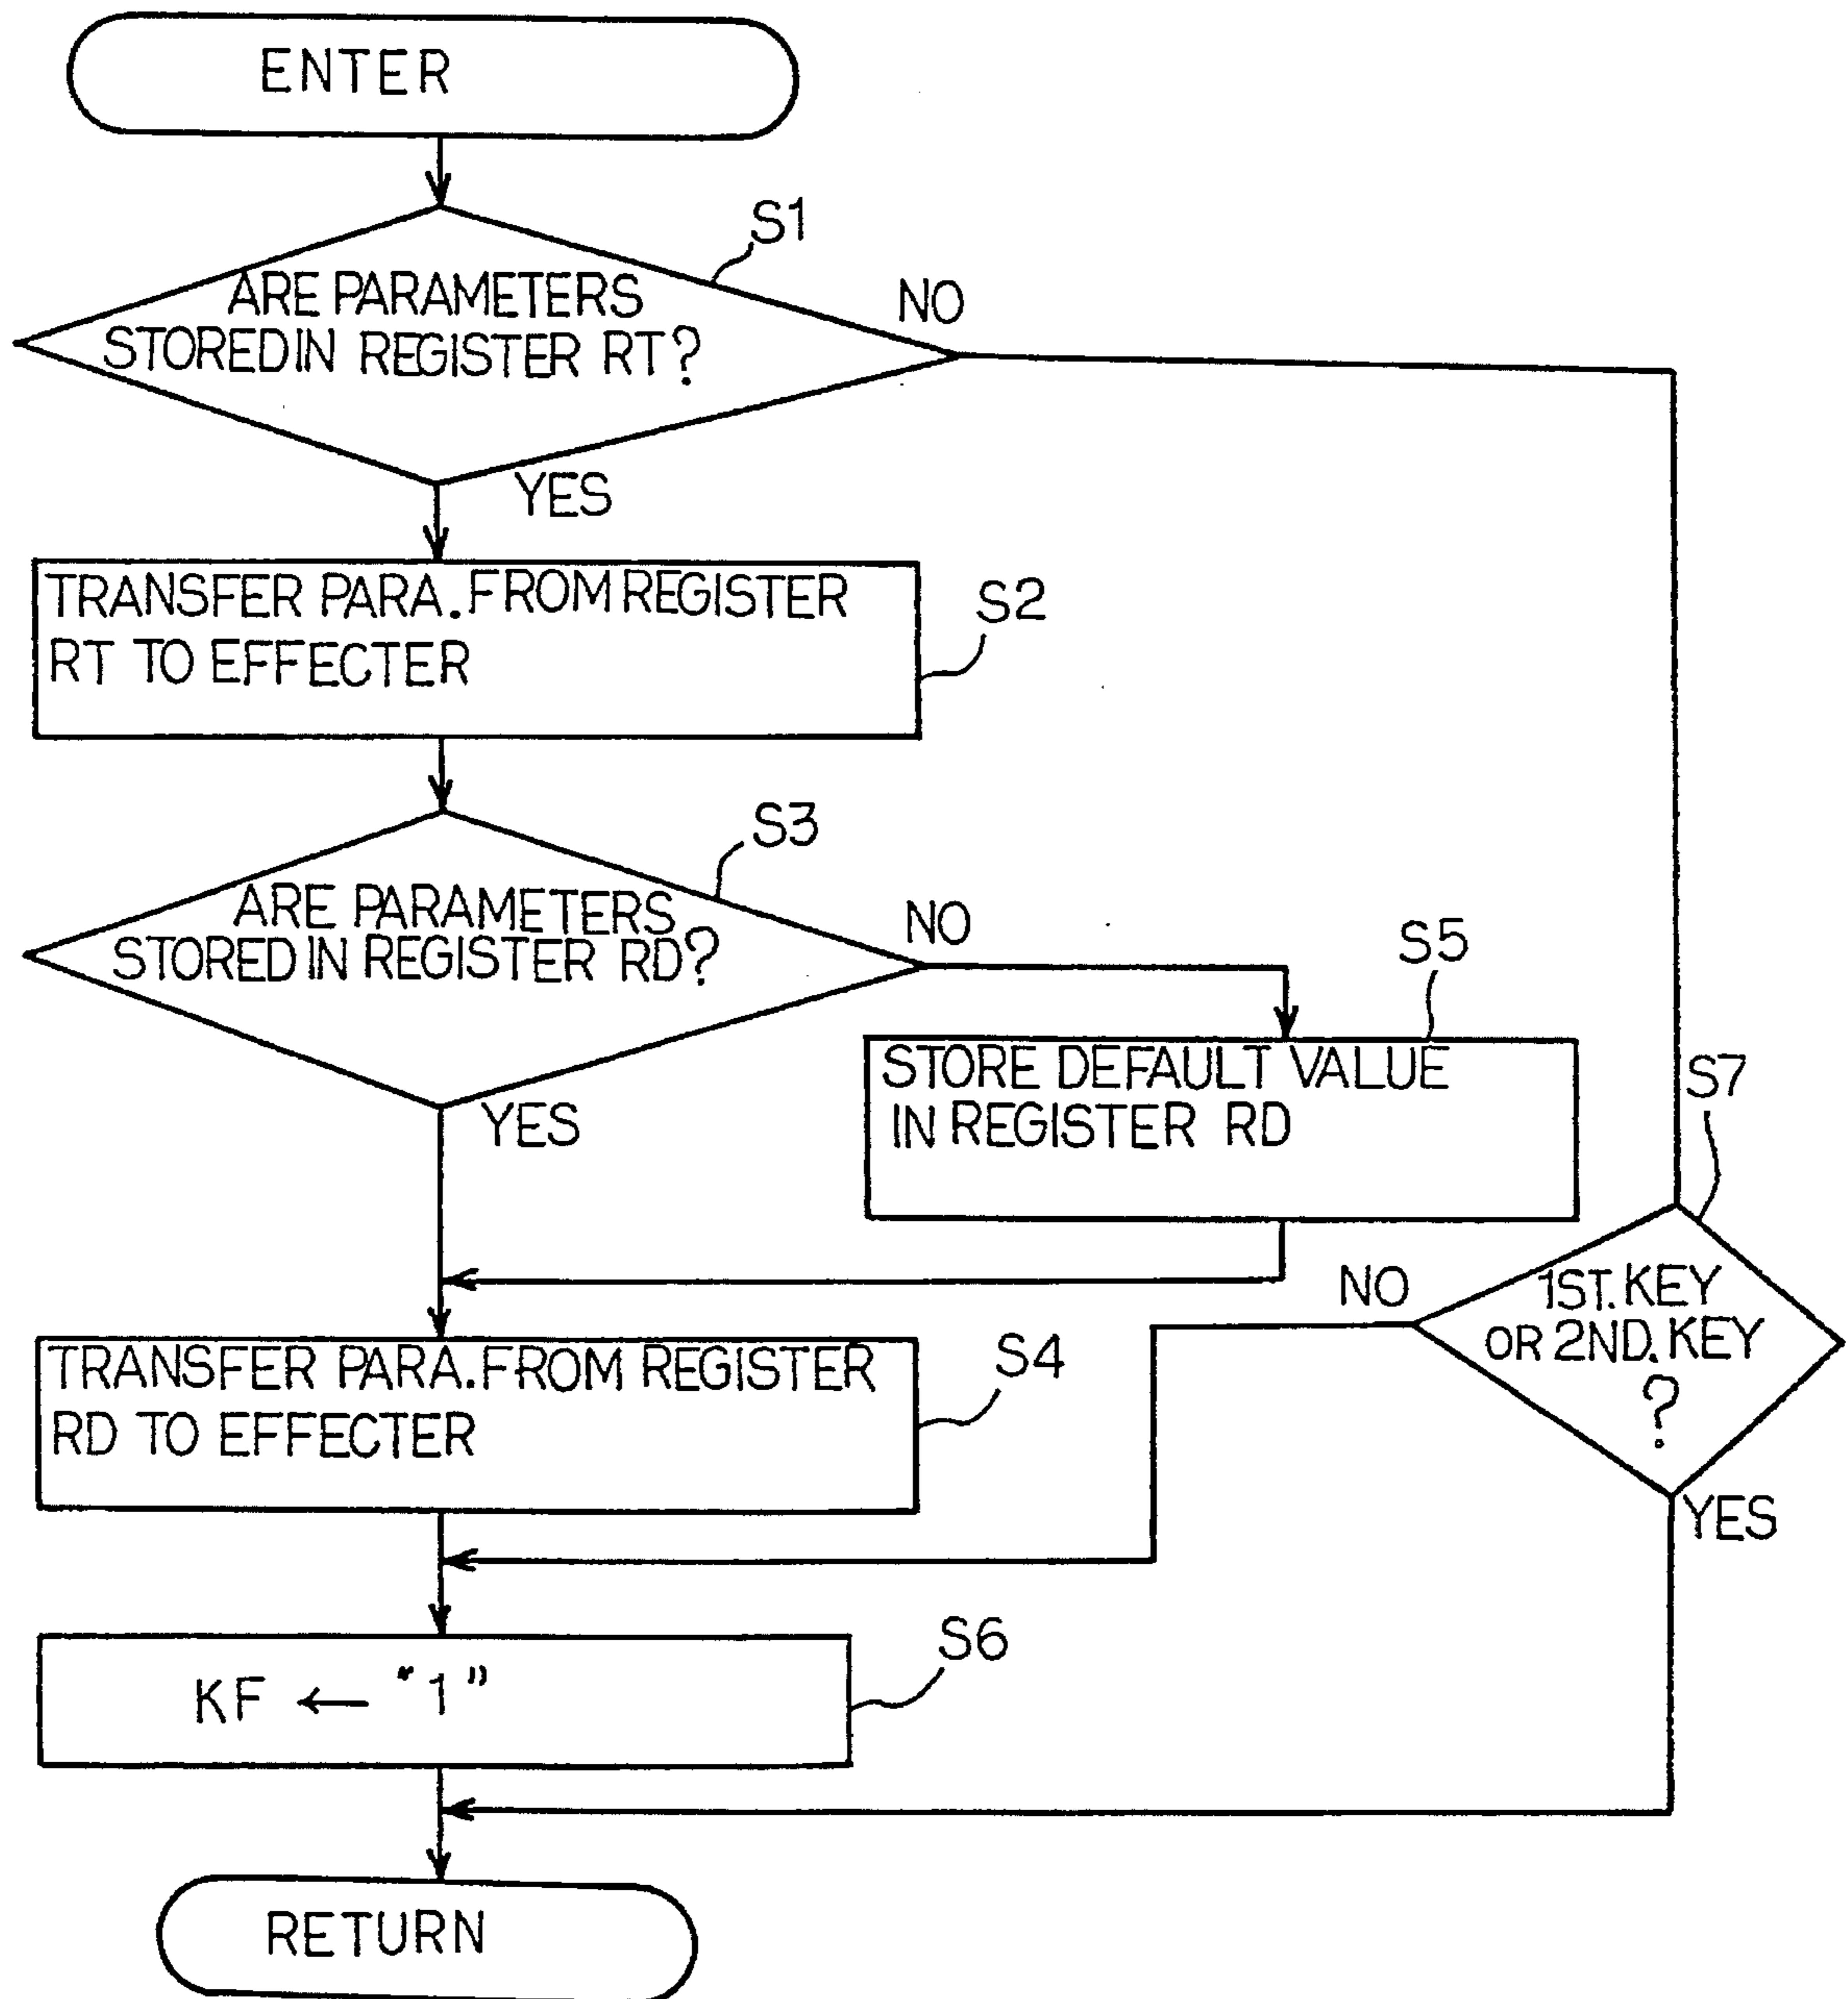 ENTER
S1
ARE PARAMETERS
STORED IN REGISTER RT?
NO
YES
TRANSFER PARA. FROM REGISTER
RT TO EFFECTER
S2
S3
ARE PARAMETERS
STORED IN REGISTER RD?
NO
YES
S5
STORE DEFAULT VALUE
IN REGISTER RD
S7
1ST. KEY
OR 2ND. KEY
?
NO
YES
TRANSFER PARA. FROM REGISTER
RD TO EFFECTER
S4
S6
KF ← "1"
RETURN